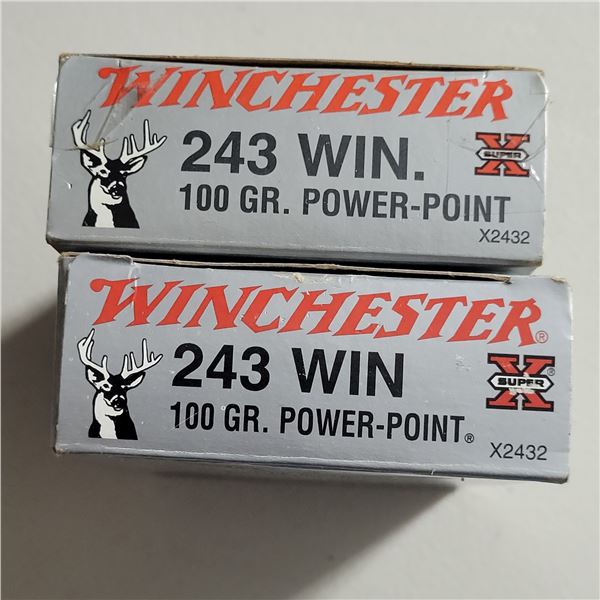 WINCHESTER
243 WIN.
SUPER X
100 GR. POWER-POINT
X2432
WINCHESTER®
243 WIN
SUPER X®
100 GR. POWER-POINT®
X2432